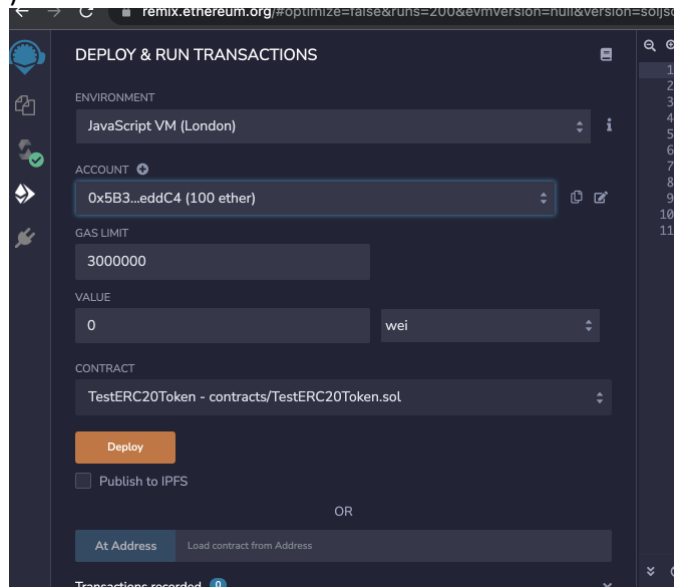 remix.ethereum.org/#optimize=false&runs=200&evmVersion=null&version=soljso
DEPLOY & RUN TRANSACTIONS
ENVIRONMENT
JavaScript VM (London)
i
ACCOUNT
0x5B3...eddC4 (100 ether)
GAS LIMIT
3000000
VALUE
0 wei
CONTRACT
TestERC20Token - contracts/TestERC20Token.sol
Deploy
Publish to IPFS
OR
At Address Load contract from Address
Transactions recorded 0
1
2
3
4
5
6
7
8
9
10
11